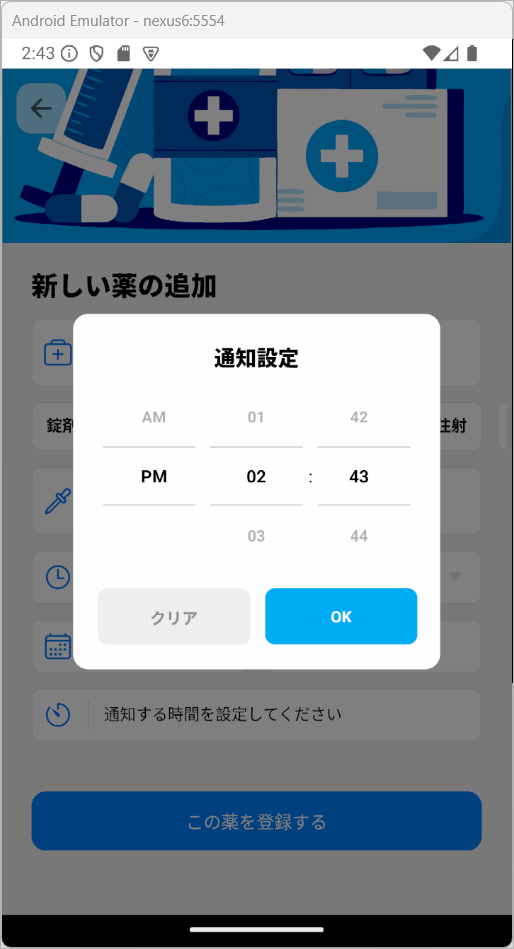 Android Emulator - nexus6:5554
2:43
新しい薬の追加
通知設定
AM 01 42
PM 02 : 43
03 44
クリア OK
錠剤
注射
通知する時間を設定してください
この薬を登録する